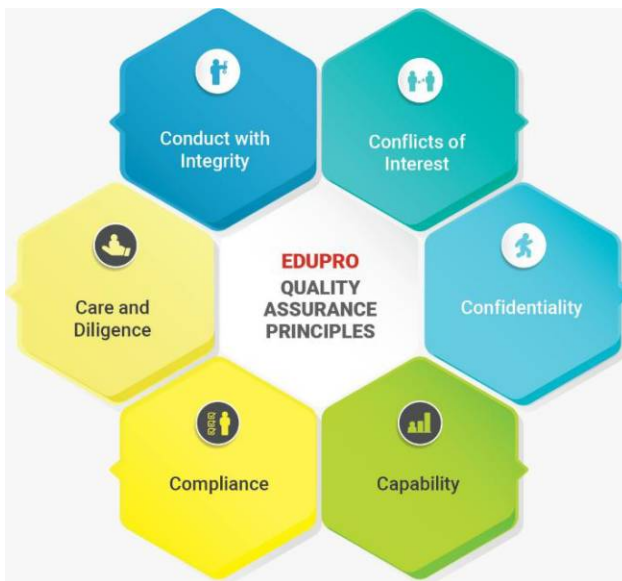 Conduct with
Integrity
Conflicts of
Interest
Care and
Diligence
EDUPRO
QUALITY
ASSURANCE
PRINCIPLES
Confidentiality
Compliance
Capability